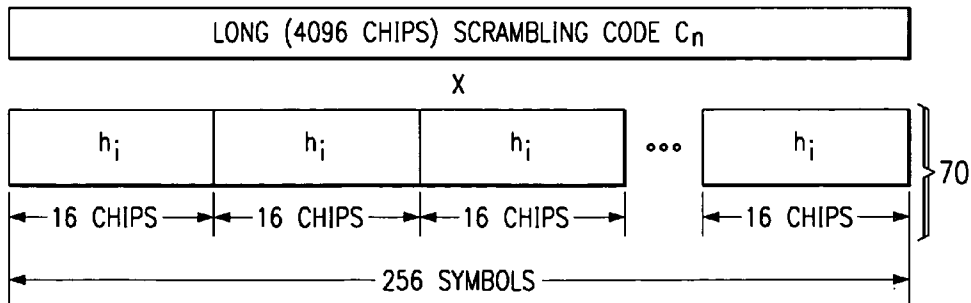 LONG (4096 CHIPS) SCRAMBLING CODE Cn
X
hi hi hi ooo hi
70
16 CHIPS 16 CHIPS 16 CHIPS 16 CHIPS
256 SYMBOLS